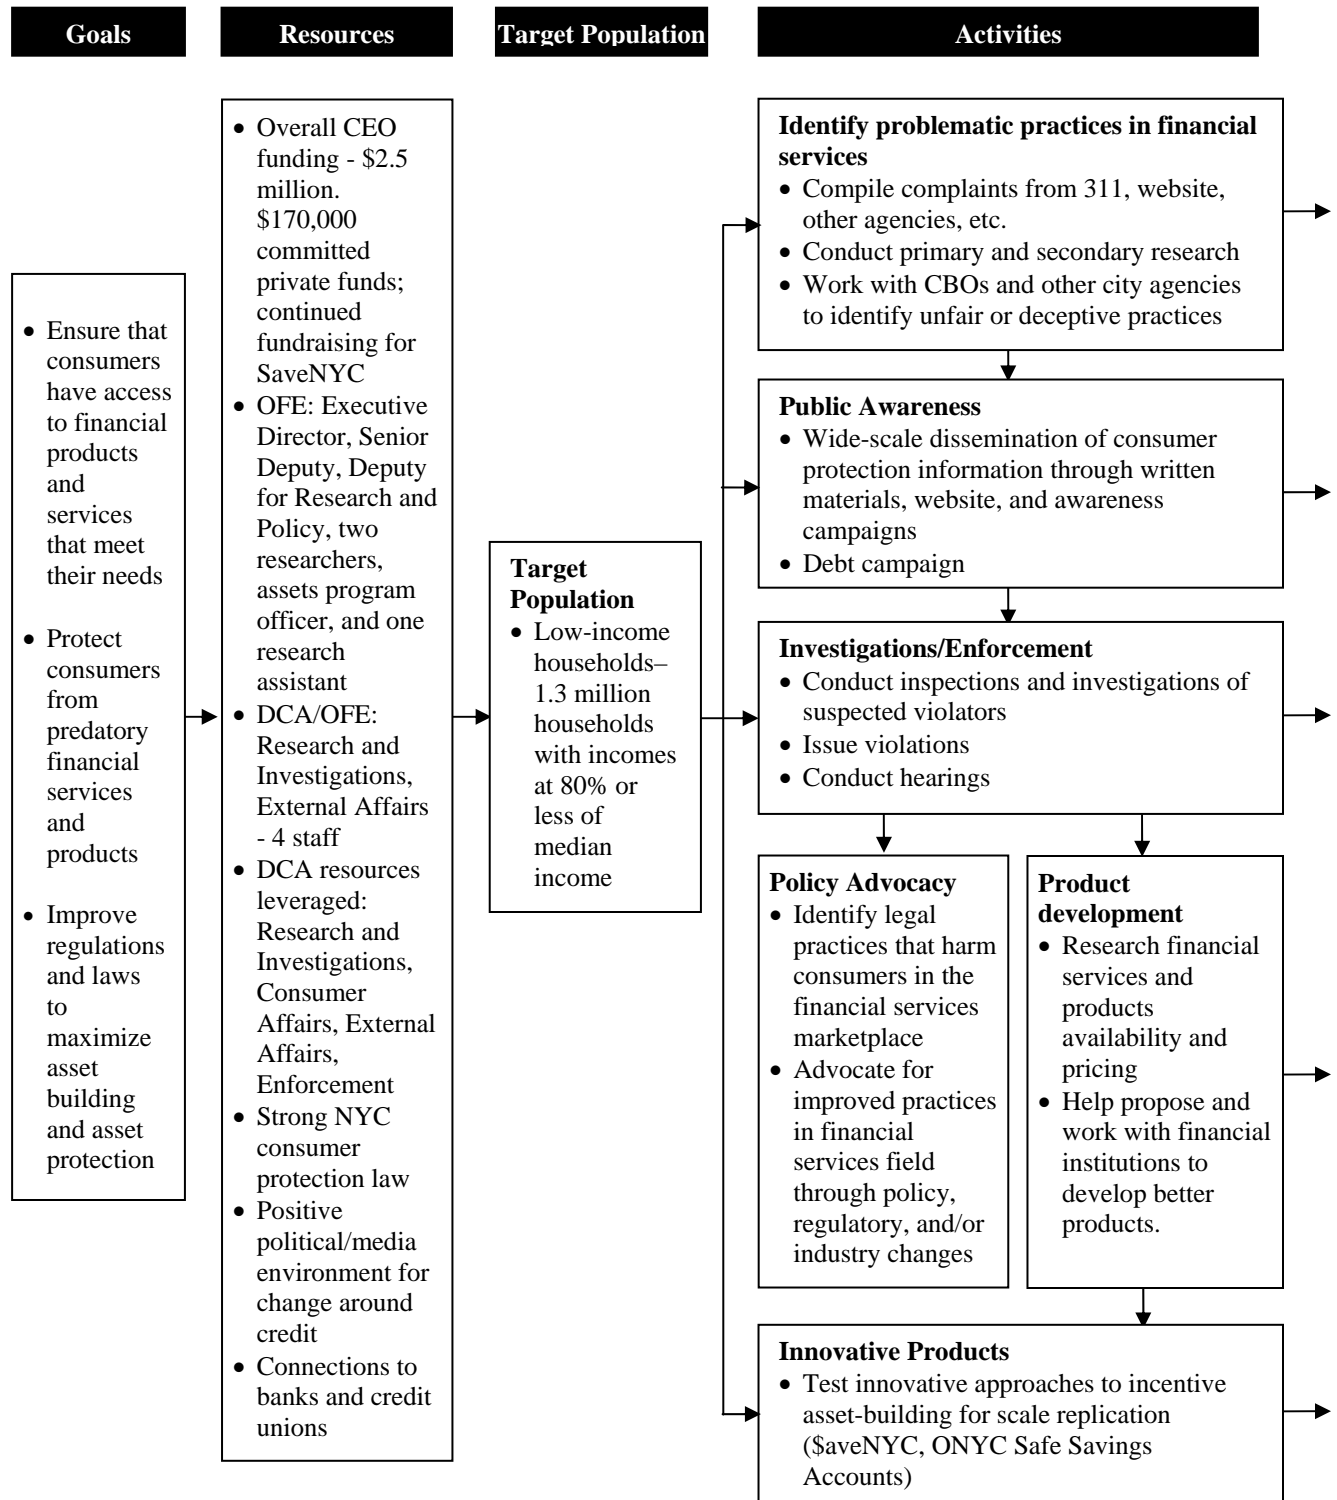 Goals
Resources
Target Population
Activities
• Ensure that
consumers
have access
to financial
products
and
services
that meet
their needs
• Protect
consumers
from
predatory
financial
services
and
products
• Improve
regulations
and laws
to
maximize
asset
building
and asset
protection
• Overall CEO
funding - $2.5
million.
$170,000
committed
private funds;
continued
fundraising for
SaveNYC
• OFE: Executive
Director, Senior
Deputy, Deputy
for Research and
Policy, two
researchers,
assets program
officer, and one
research
assistant
• DCA/OFE:
Research and
Investigations,
External Affairs
- 4 staff
• DCA resources
leveraged:
Research and
Investigations,
Consumer
Affairs, External
Affairs,
Enforcement
• Strong NYC
consumer
protection law
• Positive
political/media
environment for
change around
credit
• Connections to
banks and credit
unions
Target
Population
• Low-income
households–
1.3 million
households
with incomes
at 80% or
less of
median
income
Identify problematic practices in financial
services
• Compile complaints from 311, website,
other agencies, etc.
• Conduct primary and secondary research
• Work with CBOs and other city agencies
to identify unfair or deceptive practices
Public Awareness
• Wide-scale dissemination of consumer
protection information through written
materials, website, and awareness
campaigns
• Debt campaign
Investigations/Enforcement
• Conduct inspections and investigations of
suspected violators
• Issue violations
• Conduct hearings
Policy Advocacy
• Identify legal
practices that harm
consumers in the
financial services
marketplace
• Advocate for
improved practices
in financial
services field
through policy,
regulatory, and/or
industry changes
Product
development
• Research financial
services and
products
availability and
pricing
• Help propose and
work with financial
institutions to
develop better
products.
Innovative Products
• Test innovative approaches to incentive
asset-building for scale replication
($aveNYC, ONYC Safe Savings
Accounts)